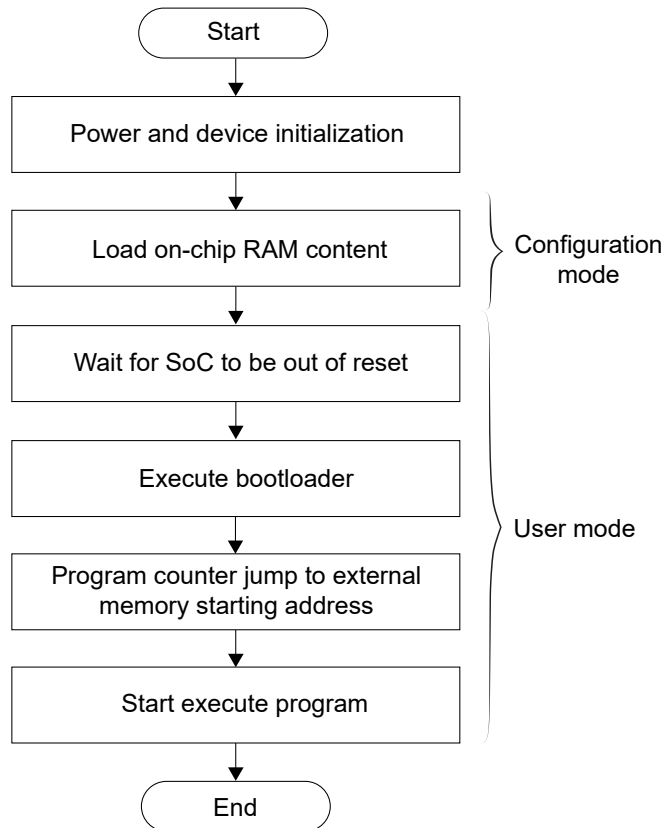 Start
Power and device initialization
Load on-chip RAM content
Configuration
mode
Wait for SoC to be out of reset
Execute bootloader
User mode
Program counter jump to external
memory starting address
Start execute program
End